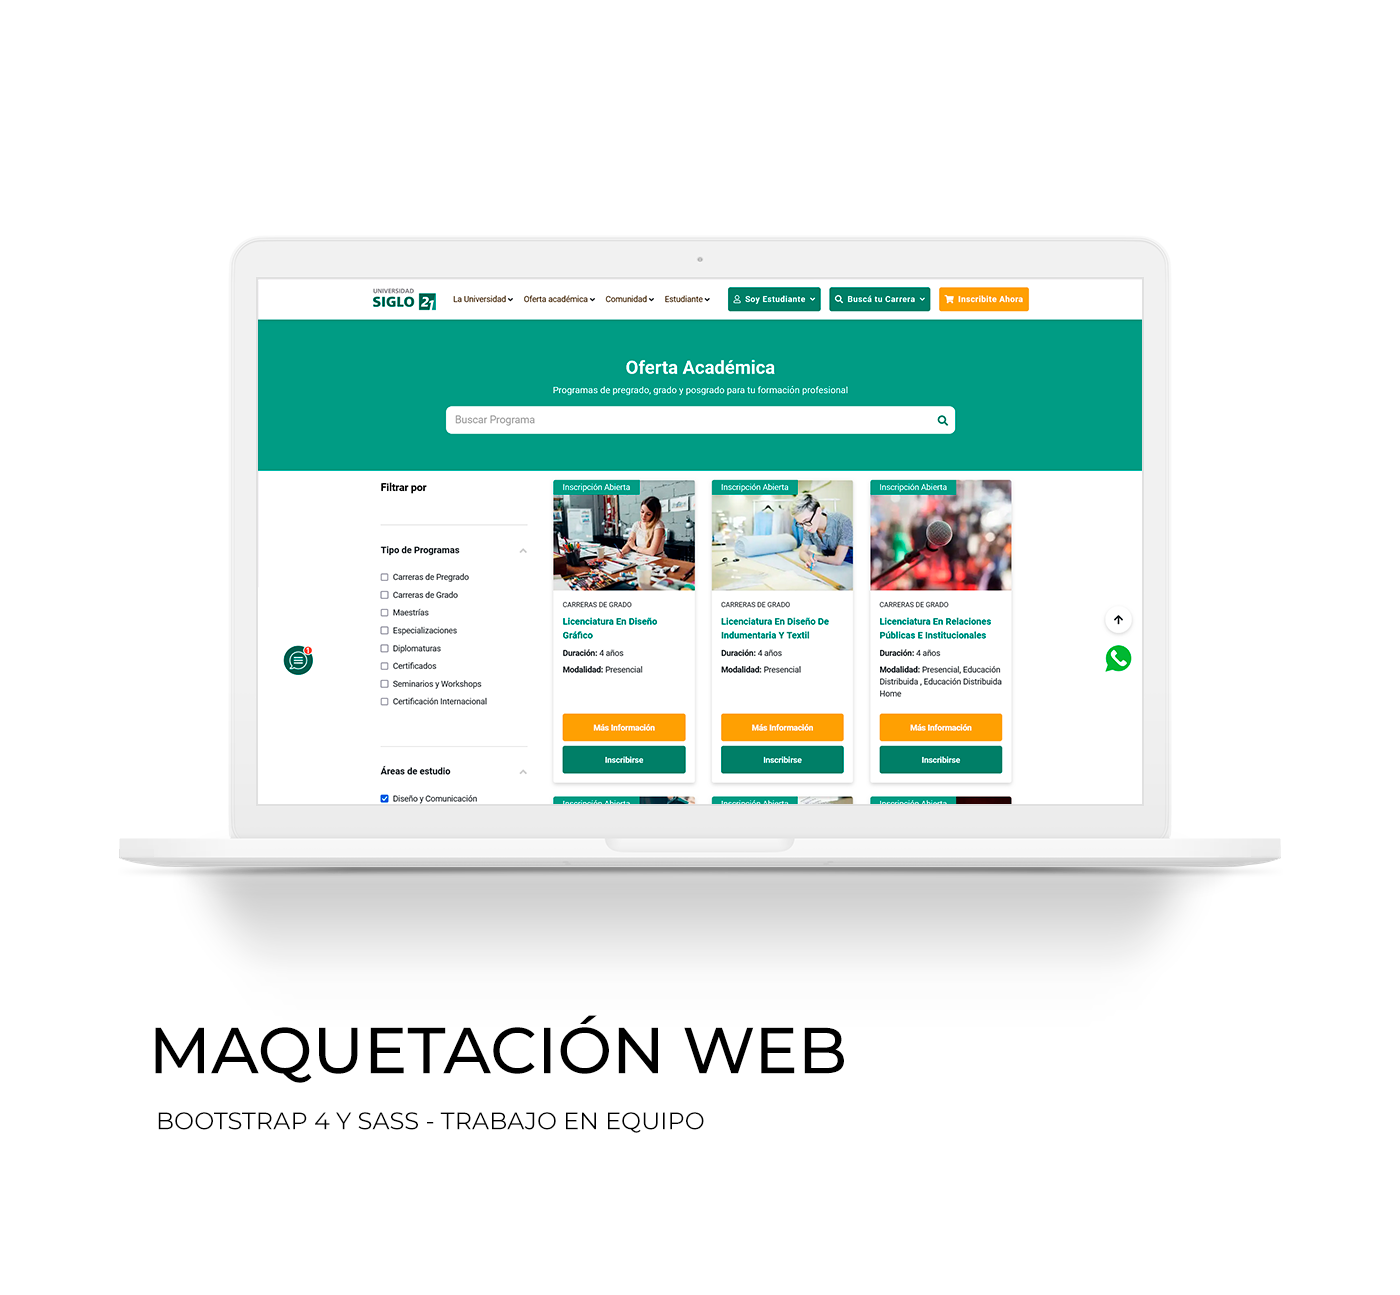 UNIVERSIDAD
SIGLO 21
La Universidad
Oferta académica
Comunidad
Estudiante
Soy Estudiante
Buscá tu Carrera
Inscribite Ahora
Oferta Académica
Programas de pregrado, grado y posgrado para tu formación profesional
Buscar Programa
Filtrar por
Tipo de Programas
Carreras de Pregrado
Carreras de Grado
Maestrías
Especializaciones
Diplomaturas
Certificados
Seminarios y Workshops
Certificación Internacional
Áreas de estudio
Diseño y Comunicación
1
Inscripción Abierta
CARRERAS DE GRADO
Licenciatura En Diseño
Gráfico
Duración: 4 años
Modalidad: Presencial
Más Información
Inscribirse
Inscripción Abierta
CARRERAS DE GRADO
Licenciatura En Diseño De
Indumentaria Y Textil
Duración: 4 años
Modalidad: Presencial
Más Información
Inscribirse
Inscripción Abierta
CARRERAS DE GRADO
Licenciatura En Relaciones
Públicas E Institucionales
Duración: 4 años
Modalidad: Presencial, Educación
Distribuida , Educación Distribuida
Home
Más Información
Inscribirse
Inscripción Abierta
Inscripción Abierta
Inscripción Abierta
MAQUETACIÓN WEB
BOOTSTRAP 4 Y SASS - TRABAJO EN EQUIPO